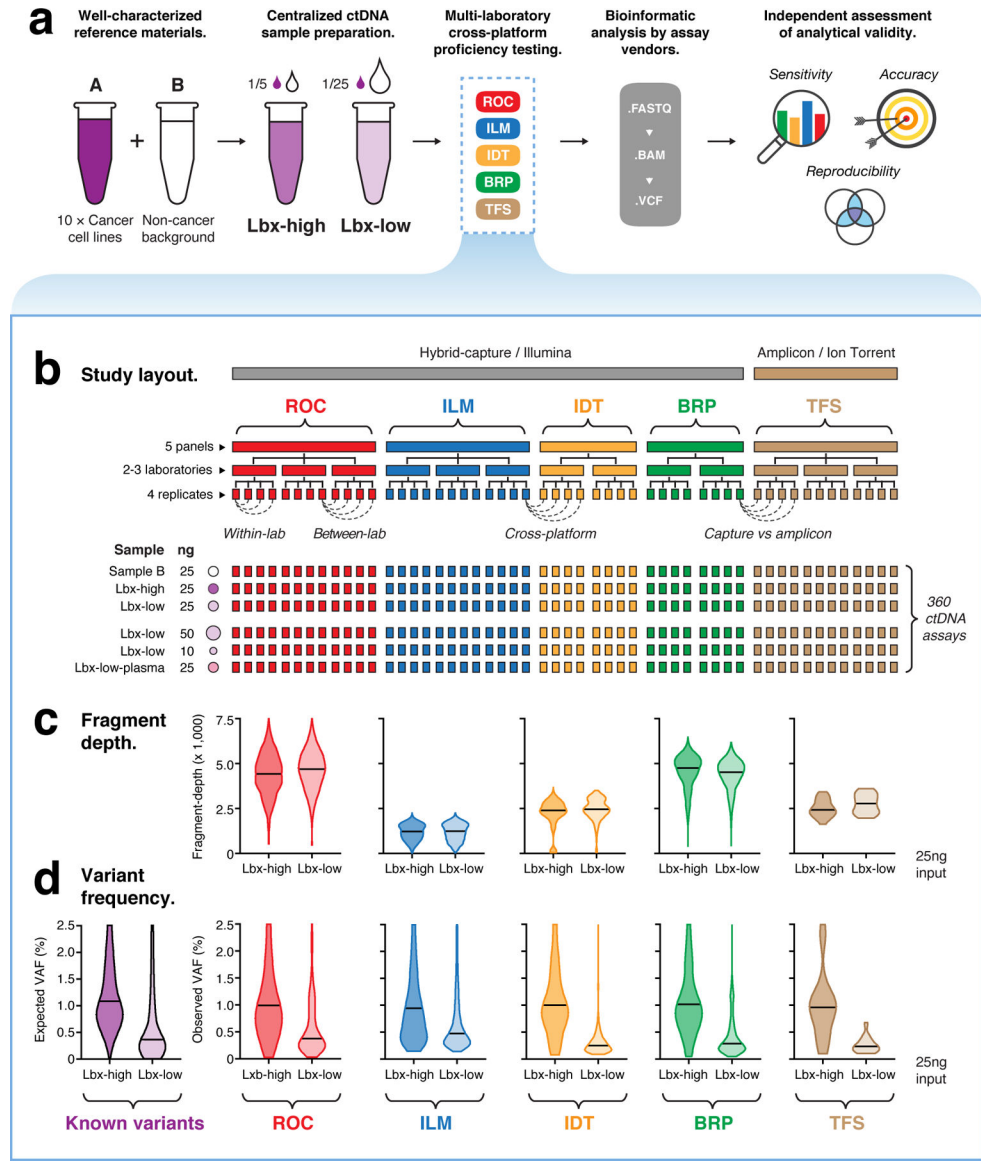 a
Well-characterized
reference materials.
Centralized ctDNA
sample preparation.
Multi-laboratory
cross-platform
proficiency testing.
Bioinformatic
analysis by assay
vendors.
Independent assessment
of analytical validity.
A
B
+
10 × Cancer
cell lines
Non-cancer
background
1/5
1/25
Lbx-high
Lbx-low
ROC
ILM
IDT
BRP
TFS
.FASTQ
.BAM
.VCF
Sensitivity
Accuracy
Reproducibility
b
Study layout.
Hybrid-capture / Illumina
Amplicon / Ion Torrent
ROC
ILM
IDT
BRP
TFS
5 panels
2-3 laboratories
4 replicates
Within-lab
Between-lab
Cross-platform
Capture vs amplicon
Sample ng
Sample B 25
Lbx-high 25
Lbx-low 25
Lbx-low 50
Lbx-low 10
Lbx-low-plasma 25
360
ctDNA
assays
c
Fragment
depth.
Fragment-depth (x 1,000)
7.5
5.0
2.5
0
Lbx-high Lbx-low
Lbx-high Lbx-low
Lbx-high Lbx-low
Lbx-high Lbx-low
Lbx-high Lbx-low
25ng
input
d
Variant
frequency.
Expected VAF (%)
2.5
2.0
1.5
1.0
0.5
0
Observed VAF (%)
2.5
2.0
1.5
1.0
0.5
0
Lbx-high Lbx-low
Lxb-high Lbx-low
Lbx-high Lbx-low
Lbx-high Lbx-low
Lbx-high Lbx-low
Lbx-high Lbx-low
25ng
input
Known variants
ROC
ILM
IDT
BRP
TFS